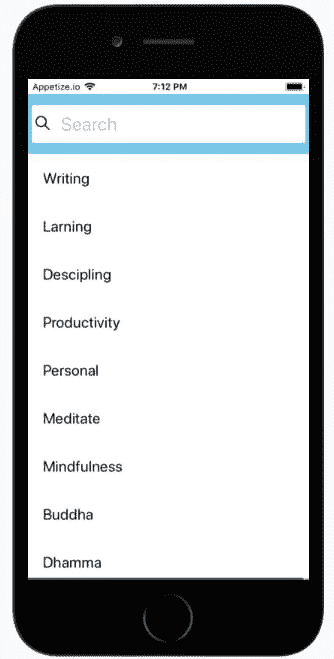 Appetize.io 7:12 PM
Search
Writing
Larning
Descipling
Productivity
Personal
Meditate
Mindfulness
Buddha
Dhamma